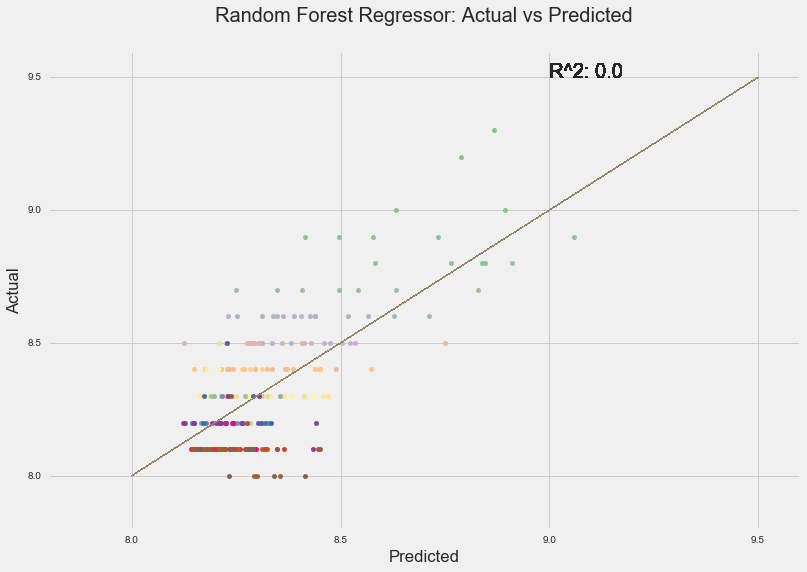 Random Forest Regressor: Actual vs Predicted
R^2: 0.0
9.5
9.0
8.5
8.0
Actual
8.0 8.5 9.0 9.5
Predicted